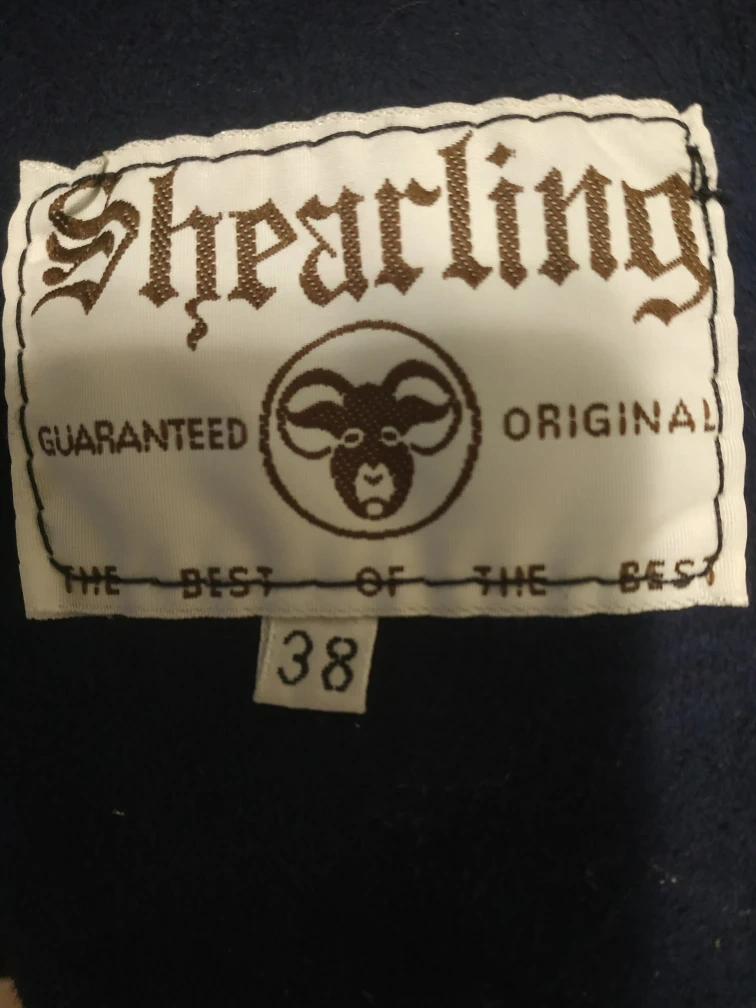 Shearling
GUARANTEED ORIGINAL
THE BEST OF THE BEST
38